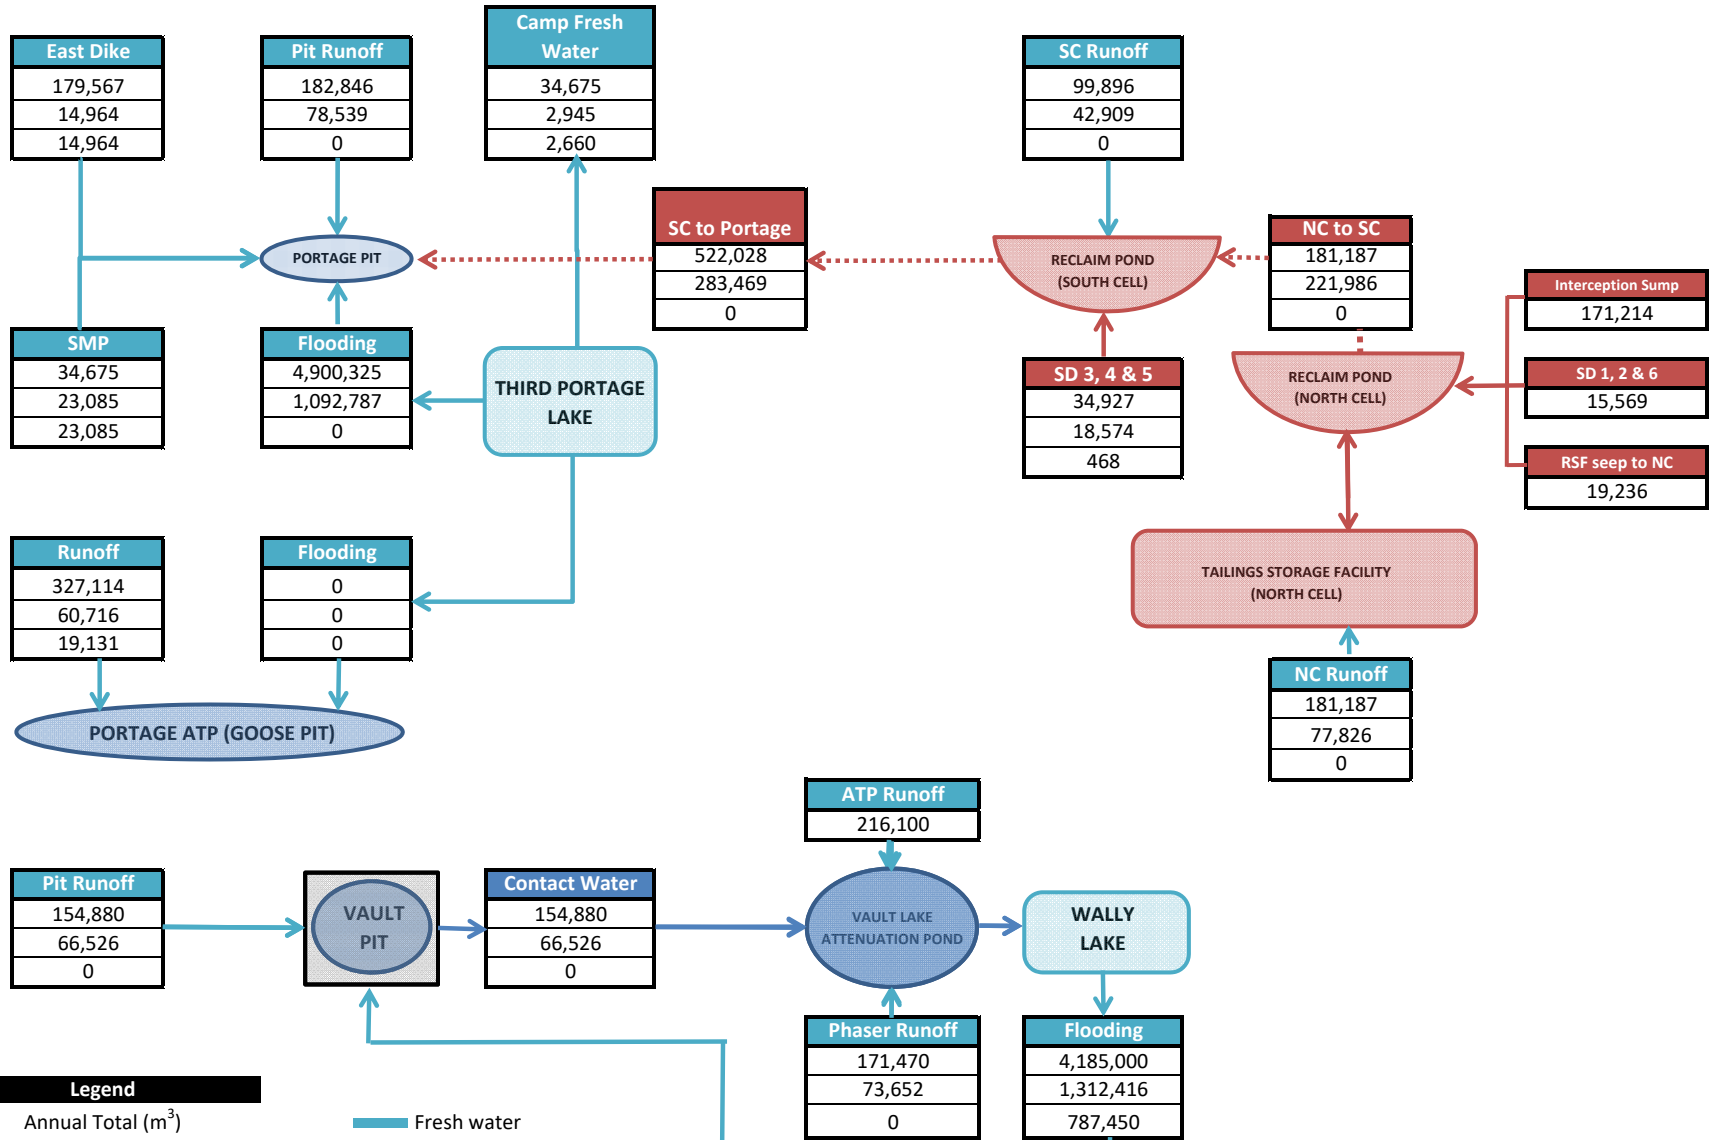 East Dike
179,567
14,964
14,964
Pit Runoff
182,846
78,539
0
Camp Fresh
Water
34,675
2,945
2,660
SC Runoff
99,896
42,909
0
PORTAGE PIT
SC to Portage
522,028
283,469
0
RECLAIM POND
(SOUTH CELL)
NC to SC
181,187
221,986
0
Interception Sump
171,214
SMP
34,675
23,085
23,085
Flooding
4,900,325
1,092,787
0
THIRD PORTAGE
LAKE
SD 3, 4 & 5
34,927
18,574
468
RECLAIM POND
(NORTH CELL)
SD 1, 2 & 6
15,569
RSF seep to NC
19,236
Runoff
327,114
60,716
19,131
Flooding
0
0
0
TAILINGS STORAGE FACILITY
(NORTH CELL)
PORTAGE ATP (GOOSE PIT)
NC Runoff
181,187
77,826
0
ATP Runoff
216,100
Pit Runoff
154,880
66,526
0
VAULT
PIT
Contact Water
154,880
66,526
0
VAULT LAKE
ATTENUATION POND
WALLY
LAKE
Phaser Runoff
171,470
73,652
0
Flooding
4,185,000
1,312,416
787,450
Legend
Annual Total (m³)
Fresh water